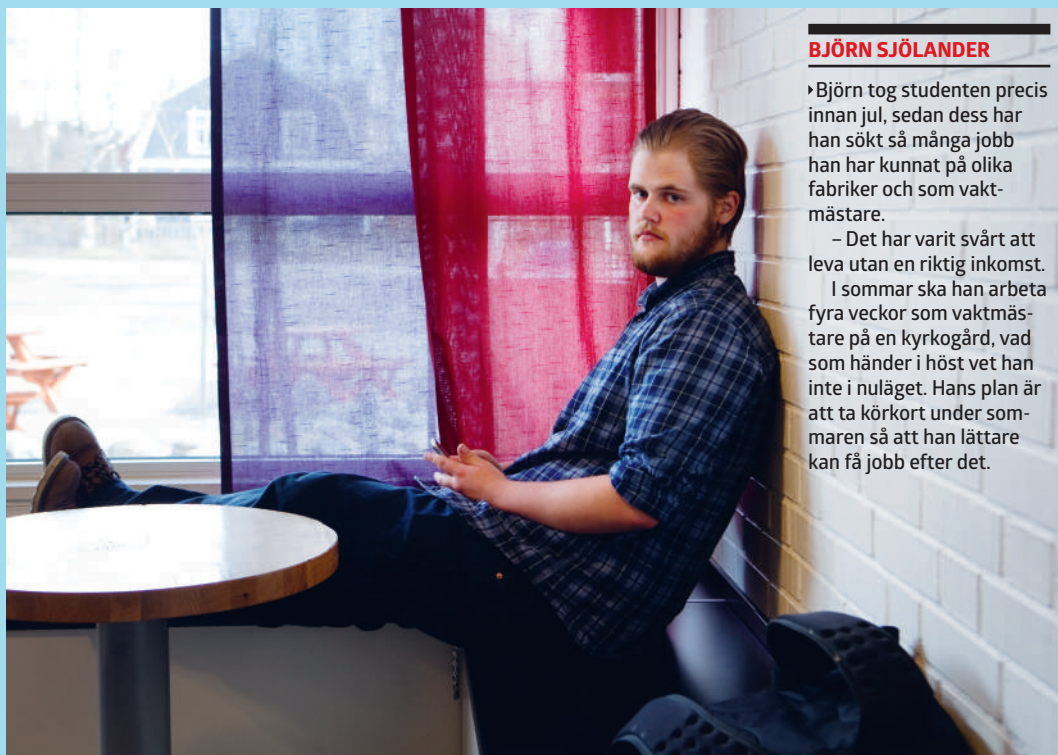 BJÖRN SJÖLANDER
▸Björn tog studenten precis
innan jul, sedan dess har
han sökt så många jobb
han har kunnat på olika
fabriker och som vakt-
mästare.
– Det har varit svårt att
leva utan en riktig inkomst.
I sommar ska han arbeta
fyra veckor som vaktmäs-
tare på en kyrkogård, vad
som händer i höst vet han
inte i nuläget. Hans plan är
att ta körkort under som-
maren så att han lättare
kan få jobb efter det.